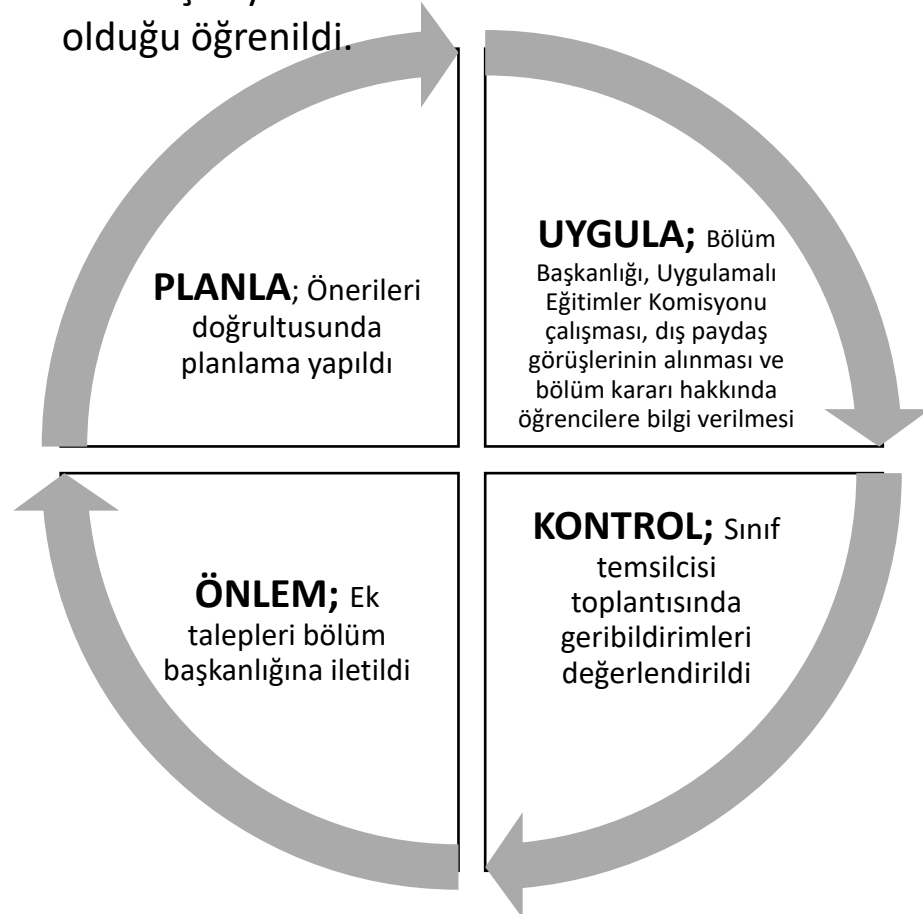 olduğu öğrenildi.
PLANLA; Önerileri
doğrultusunda
planlama yapıldı
UYGULA; Bölüm
Başkanlığı, Uygulamalı
Eğitimler Komisyonu
çalışması, dış paydaş
görüşlerinin alınması ve
bölüm kararı hakkında
öğrencilere bilgi verilmesi
KONTROL; Sınıf
temsilcisi
toplantısında
geribildirimleri
değerlendirildi
ÖNLEM; Ek
talepleri bölüm
başkanlığına iletildi